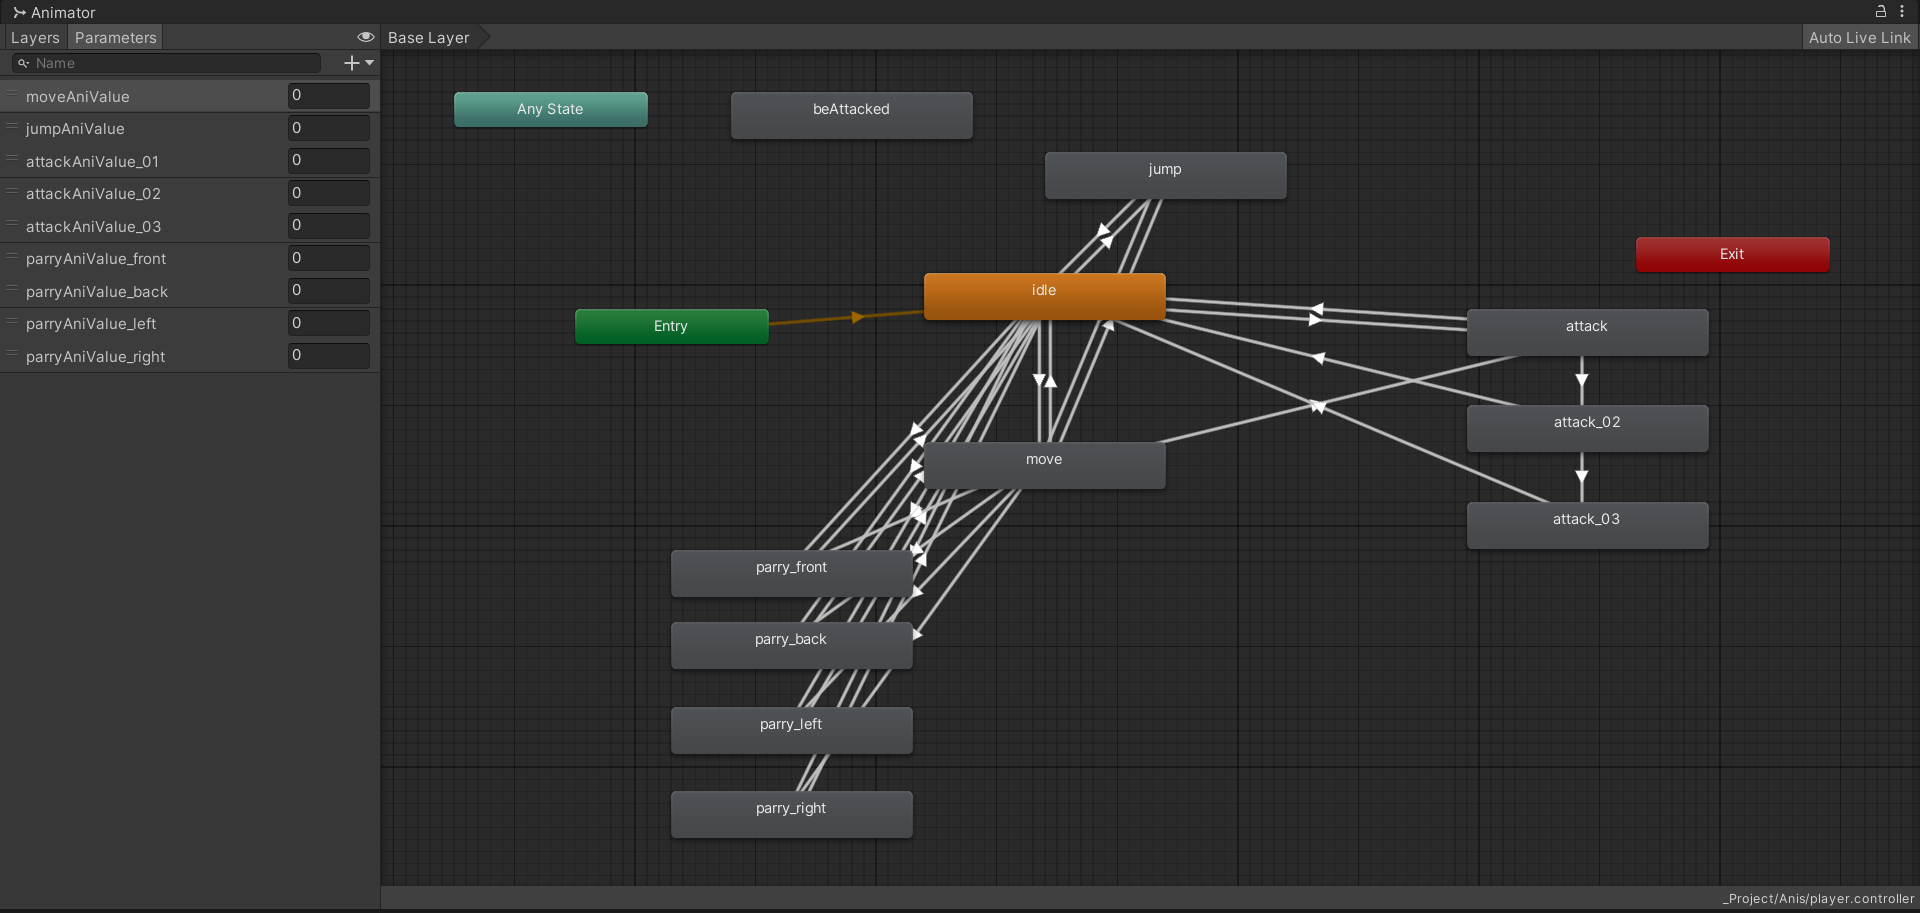 Animator
Layers Parameters
Base Layer
Auto Live Link
Name
moveAniValue 0
jumpAniValue 0
attackAniValue_01 0
attackAniValue_02 0
attackAniValue_03 0
parryAniValue_front 0
parryAniValue_back 0
parryAniValue_left 0
parryAniValue_right 0
Any State
beAttacked
jump
Exit
idle
Entry
attack
attack_02
move
attack_03
parry_front
parry_back
parry_left
parry_right
_Project/Anis/player.controller